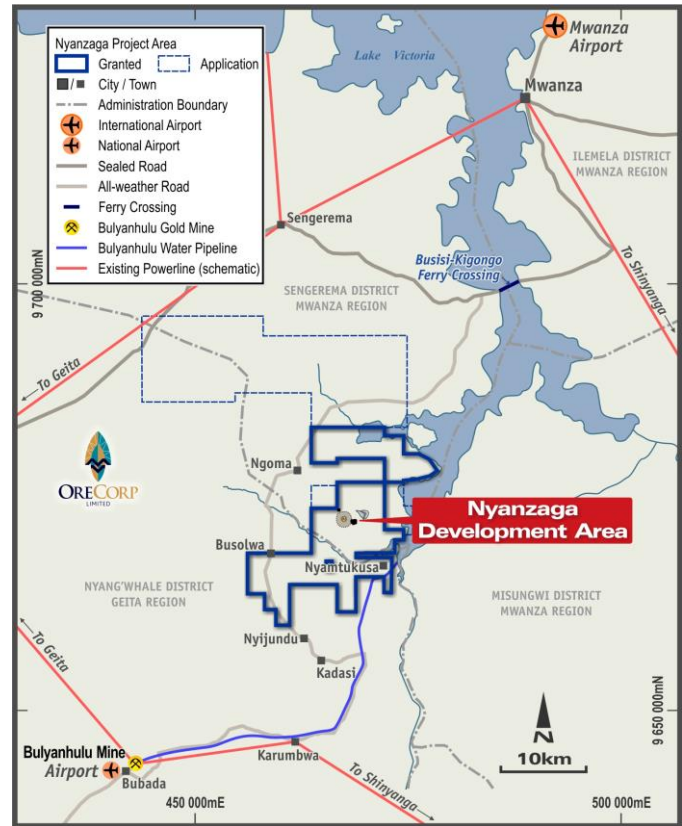 Nyanzaga Project Area
Granted
Application
City / Town
Administration Boundary
International Airport
National Airport
Sealed Road
All-weather Road
Ferry Crossing
Bulyanhulu Gold Mine
Bulyanhulu Water Pipeline
Existing Powerline (schematic)
Lake Victoria
Mwanza
Airport
Mwanza
ILEMELA DISTRICT
MWANZA REGION
Sengerema
To Shinyanga
Busisi-Kigongo
Ferry Crossing
SENGEREMA DISTRICT
MWANZA REGION
9 700 000mN
To Geita
ORECORP
LIMITED
Ngoma
Nyanzaga
Development Area
Busolwa
Nyamtukusa
NYANG'WHALE DISTRICT
GEITA REGION
MISUNGWI DISTRICT
MWANZA REGION
To Geita
Nyijundu
Kadasi
9 650 000mN
N
10km
Bulyanhulu Mine
Airport
Bubada
Karumbwa
To Shinyanga
450 000mE
500 000mE